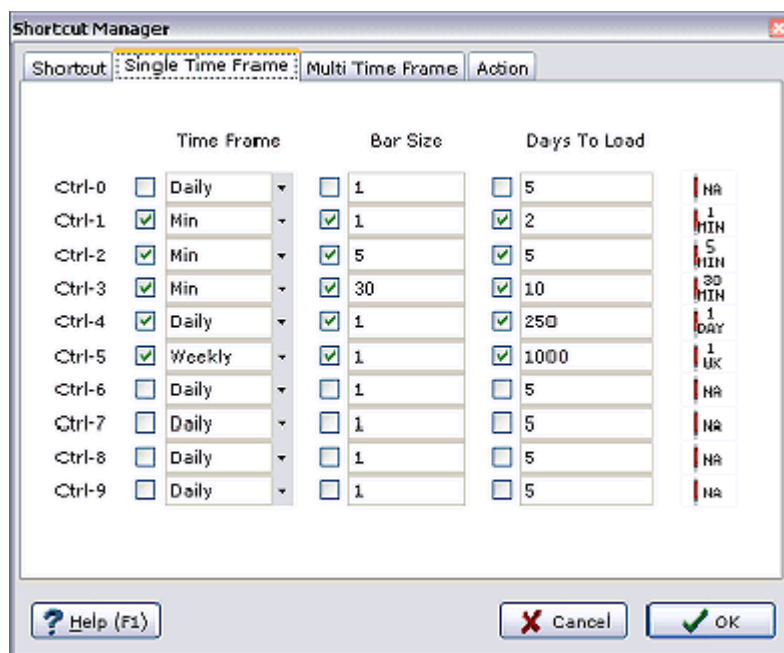 Shortcut Manager
Shortcut Single Time Frame Multi Time Frame Action
Time Frame Bar Size Days To Load
Ctrl-0 Daily 1 5 NA
Ctrl-1 Min 1 2 1 MIN
Ctrl-2 Min 5 5 5 MIN
Ctrl-3 Min 30 10 30 MIN
Ctrl-4 Daily 1 250 1 DAY
Ctrl-5 Weekly 1 1000 1 WK
Ctrl-6 Daily 1 5 NA
Ctrl-7 Daily 1 5 NA
Ctrl-8 Daily 1 5 NA
Ctrl-9 Daily 1 5 NA
? Help (F1) Cancel OK